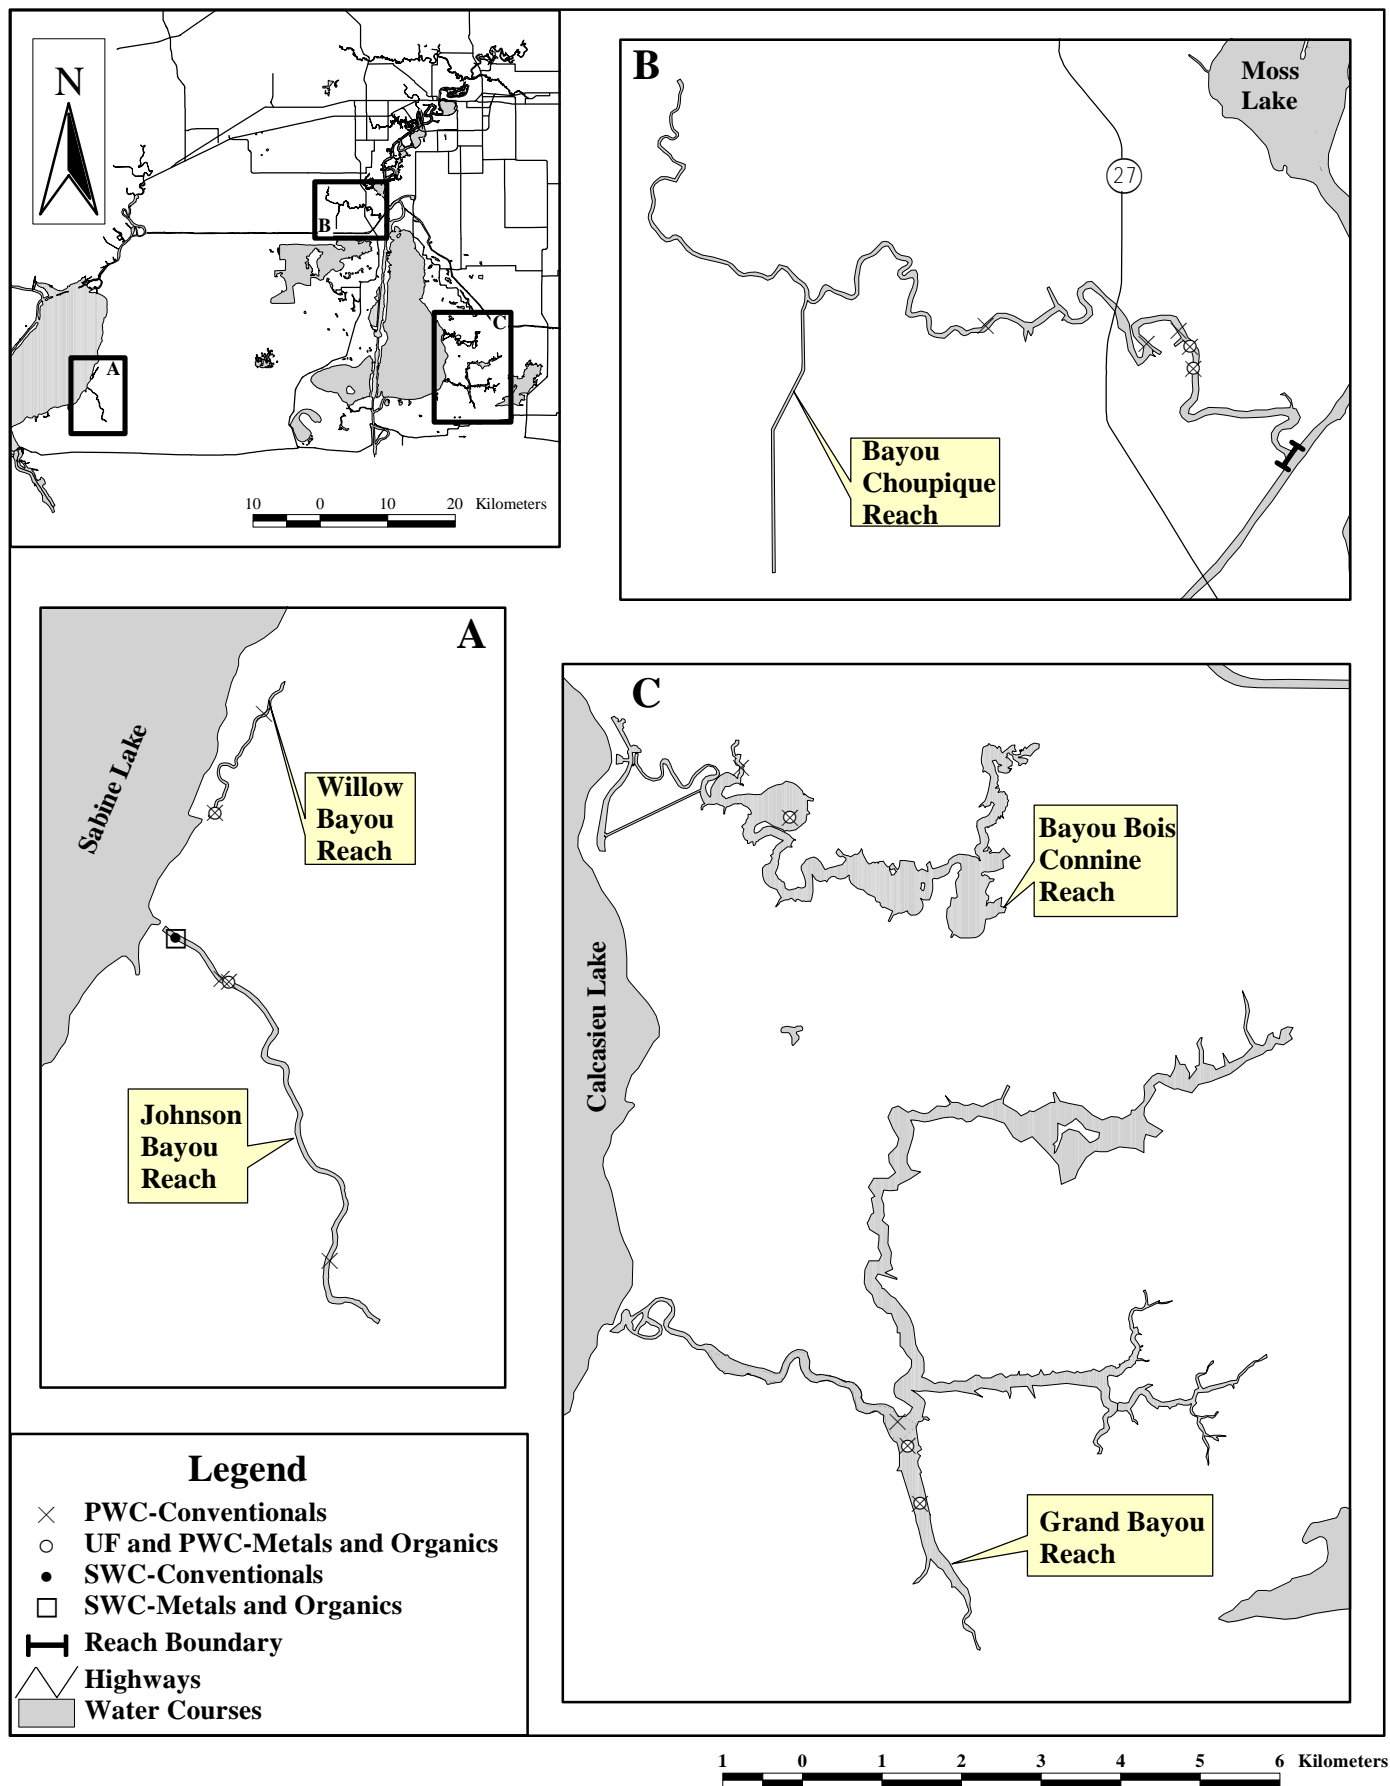 N
A
B
C
10 0 10 20 Kilometers
B
Moss
Lake
27
Bayou
Choupique
Reach
A
Sabine Lake
Willow
Bayou
Reach
Johnson
Bayou
Reach
C
Calcasieu Lake
Bayou Bois
Connine
Reach
Grand Bayou
Reach
Legend
PWC-Conventionals
UF and PWC-Metals and Organics
SWC-Conventionals
SWC-Metals and Organics
Reach Boundary
Highways
Water Courses
1 0 1 2 3 4 5 6 Kilometers